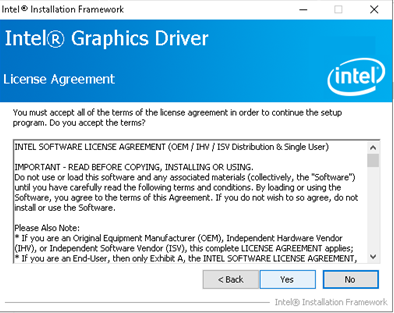 Intel® Installation Framework
Intel® Graphics Driver
License Agreement
intel
You must accept all of the terms of the license agreement in order to continue the setup
program. Do you accept the terms?
INTEL SOFTWARE LICENSE AGREEMENT (OEM / IHV / ISV Distribution & Single User)
IMPORTANT - READ BEFORE COPYING, INSTALLING OR USING.
Do not use or load this software and any associated materials (collectively, the "Software")
until you have carefully read the following terms and conditions. By loading or using the
Software, you agree to the terms of this Agreement. If you do not wish to so agree, do not
install or use the Software.
Please Also Note:
* If you are an Original Equipment Manufacturer (OEM), Independent Hardware Vendor
(IHV), or Independent Software Vendor (ISV), this complete LICENSE AGREEMENT applies;
* If you are an End-User, then only Exhibit A, the INTEL SOFTWARE LICENSE AGREEMENT,
< Back Yes No
Intel® Installation Framework